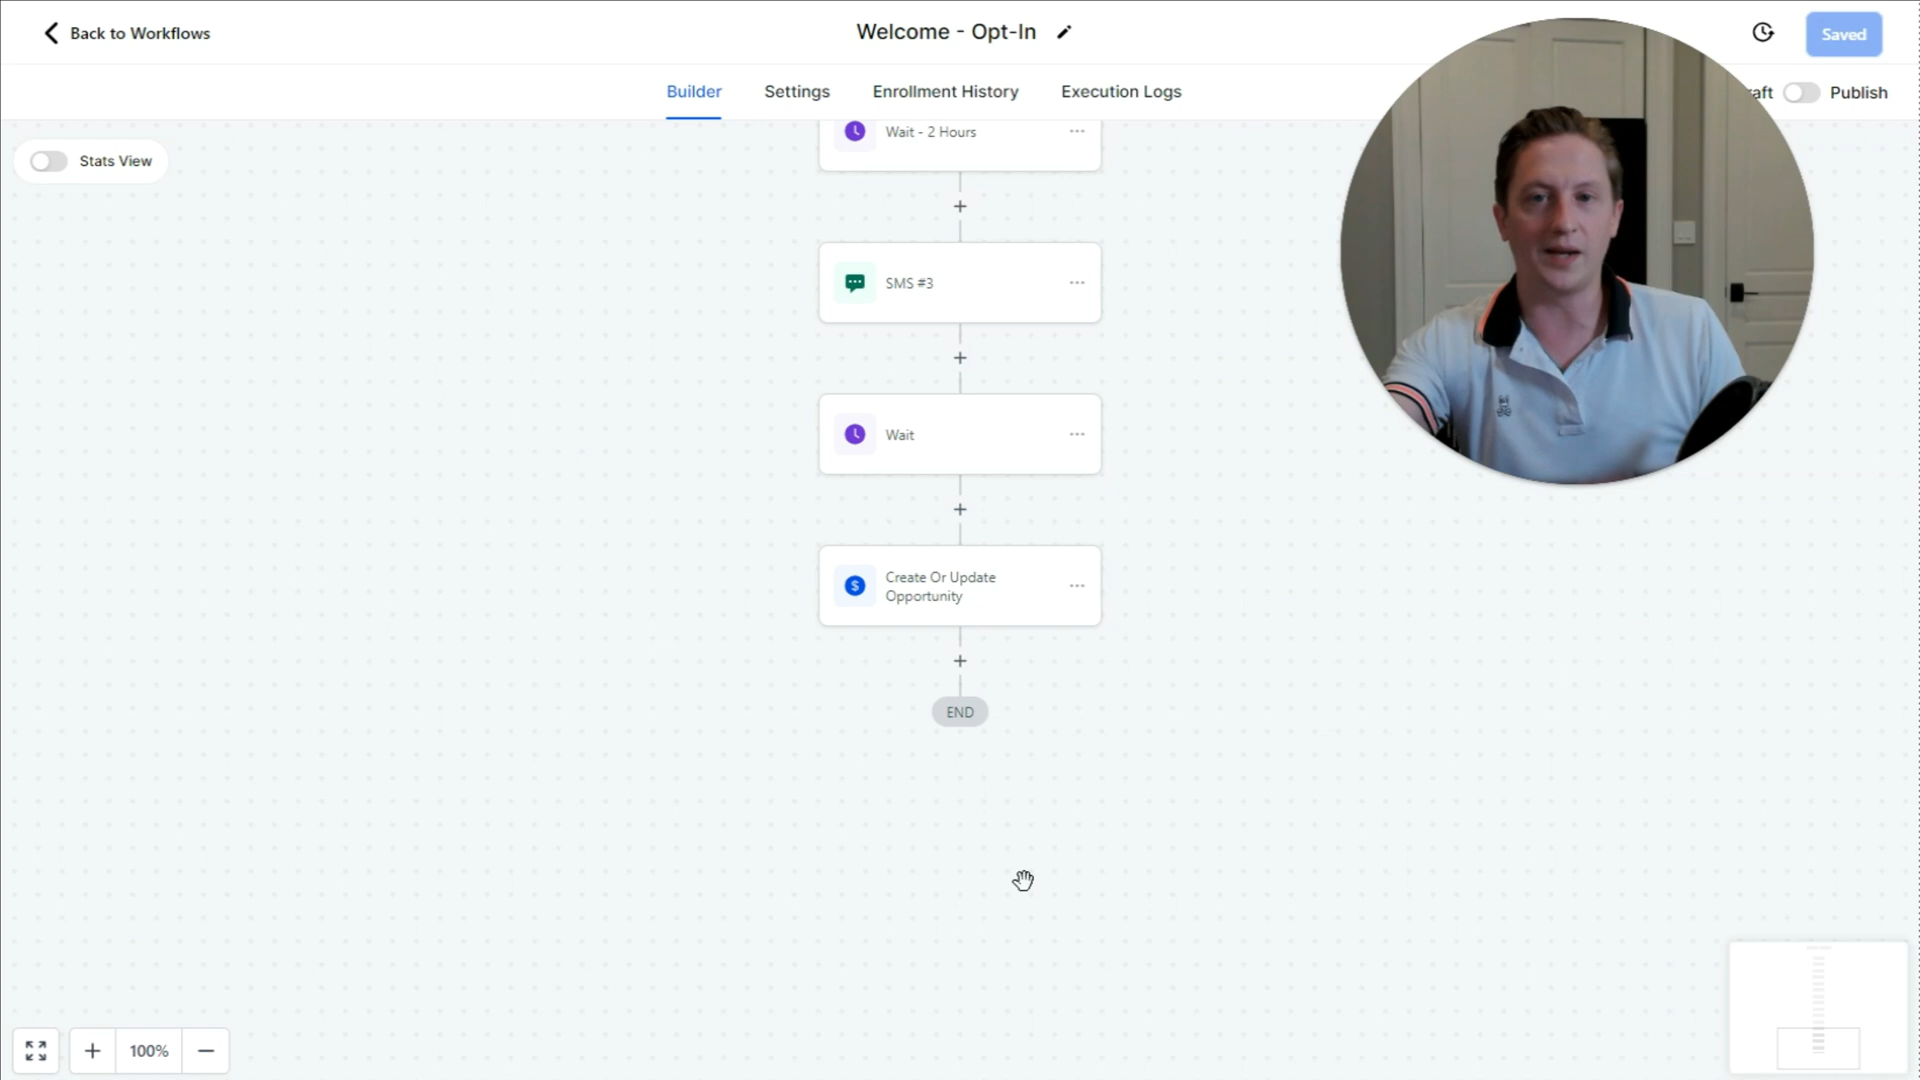 Back to Workflows
Welcome - Opt-In
Saved
Builder
Settings
Enrollment History
Execution Logs
aft
Publish
Stats View
Wait - 2 Hours
SMS #3
Wait
Create Or Update
Opportunity
END
100%